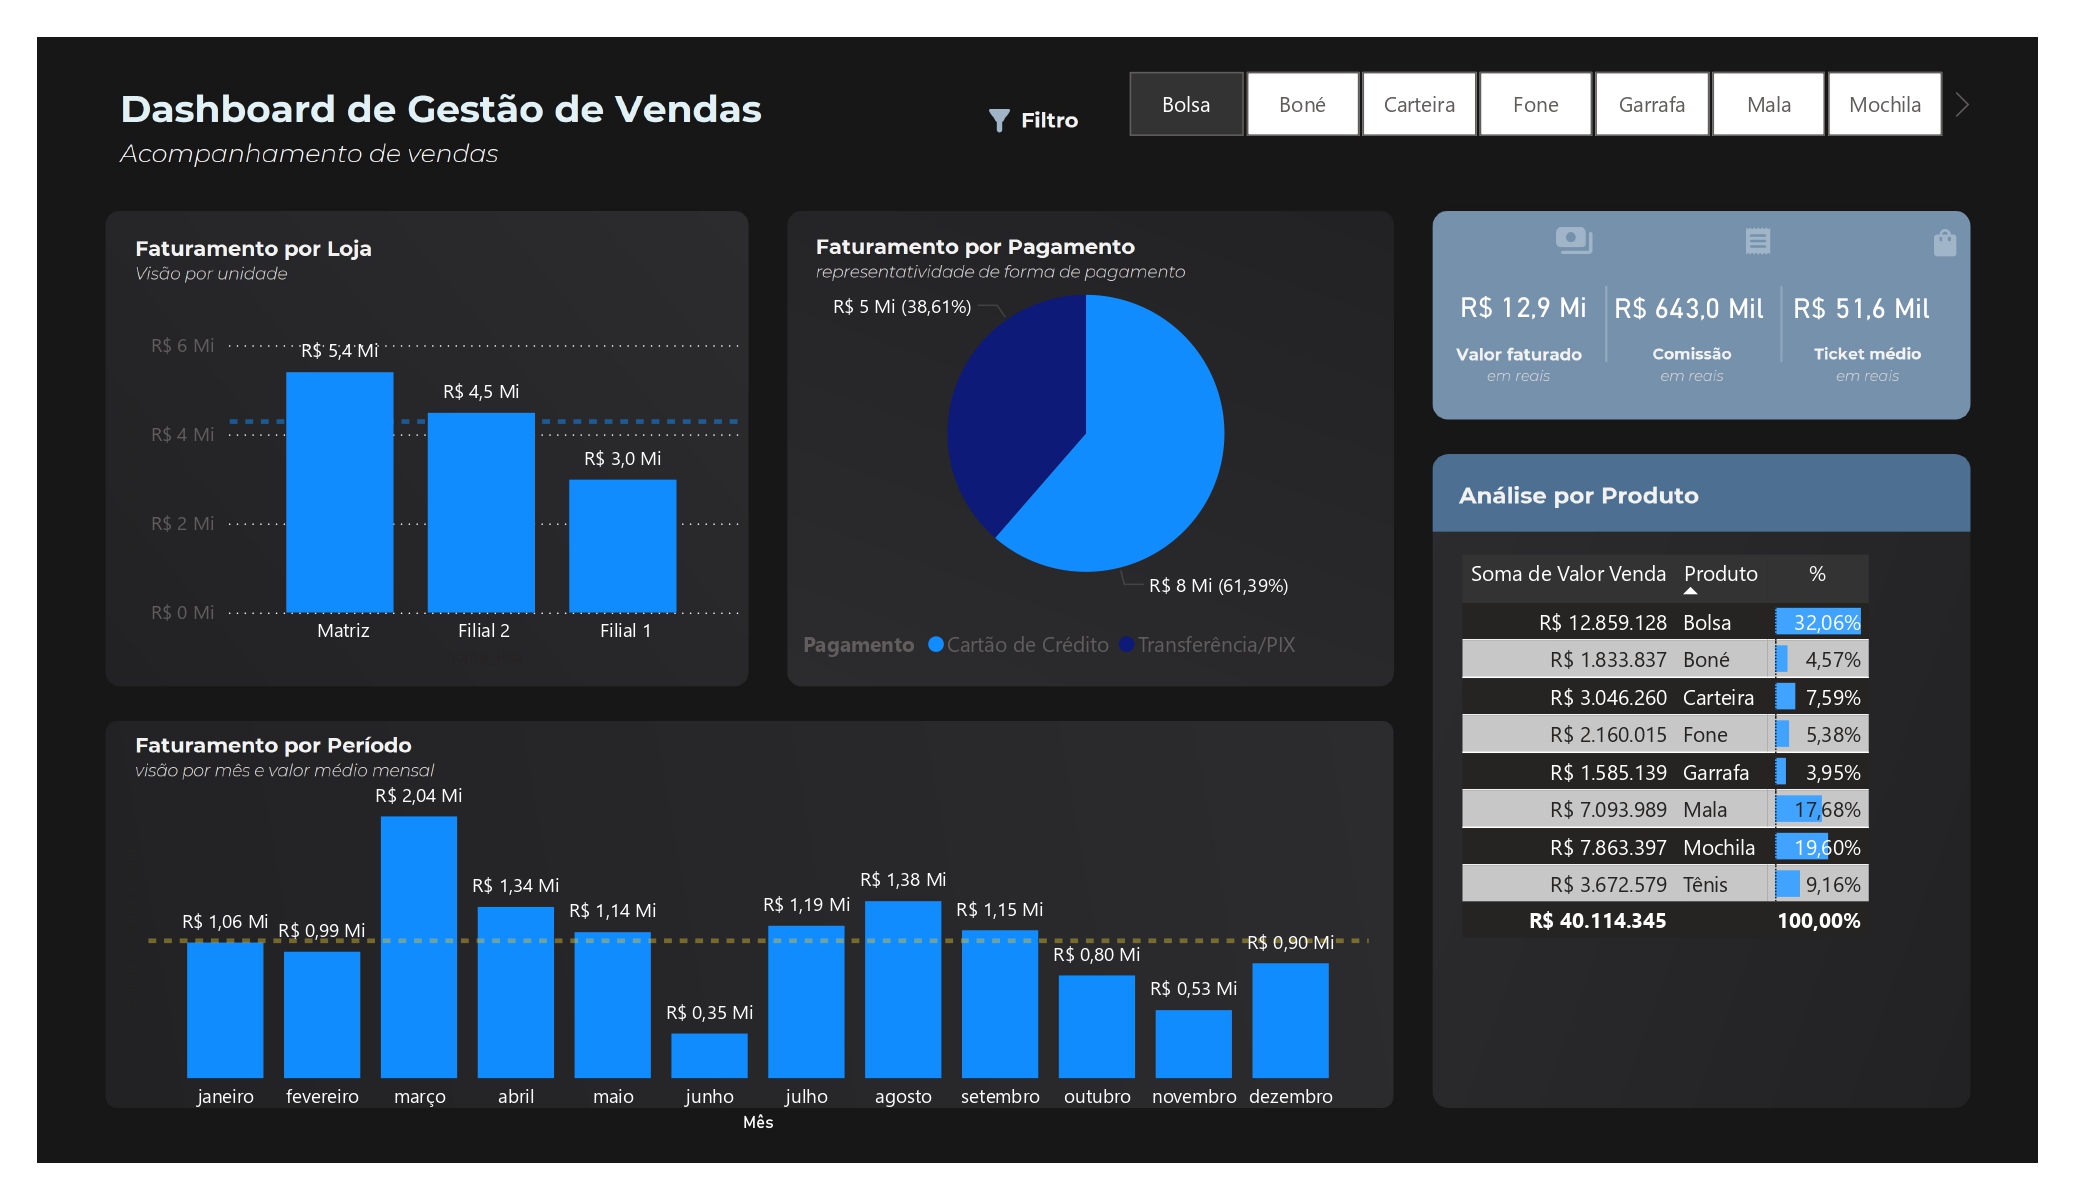 Dashboard de Gestão de Vendas
Acompanhamento de vendas
Filtro
Bolsa Boné Carteira Fone Garrafa Mala Mochila
Faturamento por Loja
Visão por unidade
R$ 6 Mi
R$ 4 Mi
R$ 2 Mi
R$ 0 Mi
R$ 5,4 Mi
R$ 4,5 Mi
R$ 3,0 Mi
Matriz Filial 2 Filial 1
Faturamento por Pagamento
representatividade de forma de pagamento
R$ 5 Mi (38,61%)
R$ 8 Mi (61,39%)
Pagamento Cartão de Crédito Transferência/PIX
R$ 12,9 Mi R$ 643,0 Mil R$ 51,6 Mil
Valor faturado Comissão Ticket médio
em reais em reais em reais
Análise por Produto
Soma de Valor Venda Produto %
R$ 12.859.128 Bolsa 32,06%
R$ 1.833.837 Boné 4,57%
R$ 3.046.260 Carteira 7,59%
R$ 2.160.015 Fone 5,38%
R$ 1.585.139 Garrafa 3,95%
R$ 7.093.989 Mala 17,68%
R$ 7.863.397 Mochila 19,60%
R$ 3.672.579 Tênis 9,16%
R$ 40.114.345 100,00%
Faturamento por Período
visão por mês e valor médio mensal
R$ 1,06 Mi
R$ 0,99 Mi
R$ 2,04 Mi
R$ 1,34 Mi
R$ 1,14 Mi
R$ 0,35 Mi
R$ 1,19 Mi
R$ 1,38 Mi
R$ 1,15 Mi
R$ 0,80 Mi
R$ 0,53 Mi
R$ 0,90 Mi
janeiro fevereiro março abril maio junho julho agosto setembro outubro novembro dezembro
Mês